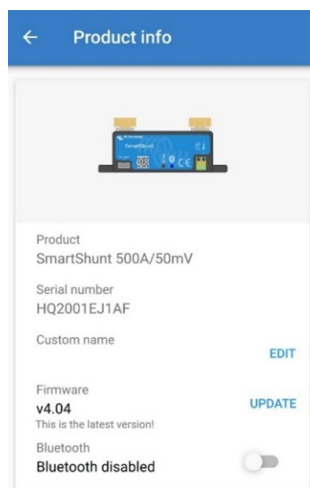 Product info
SmartShunt
Product
SmartShunt 500A/50mV
Serial number
HQ2001EJ1AF
Custom name
EDIT
Firmware
v4.04
UPDATE
This is the latest version!
Bluetooth
Bluetooth disabled